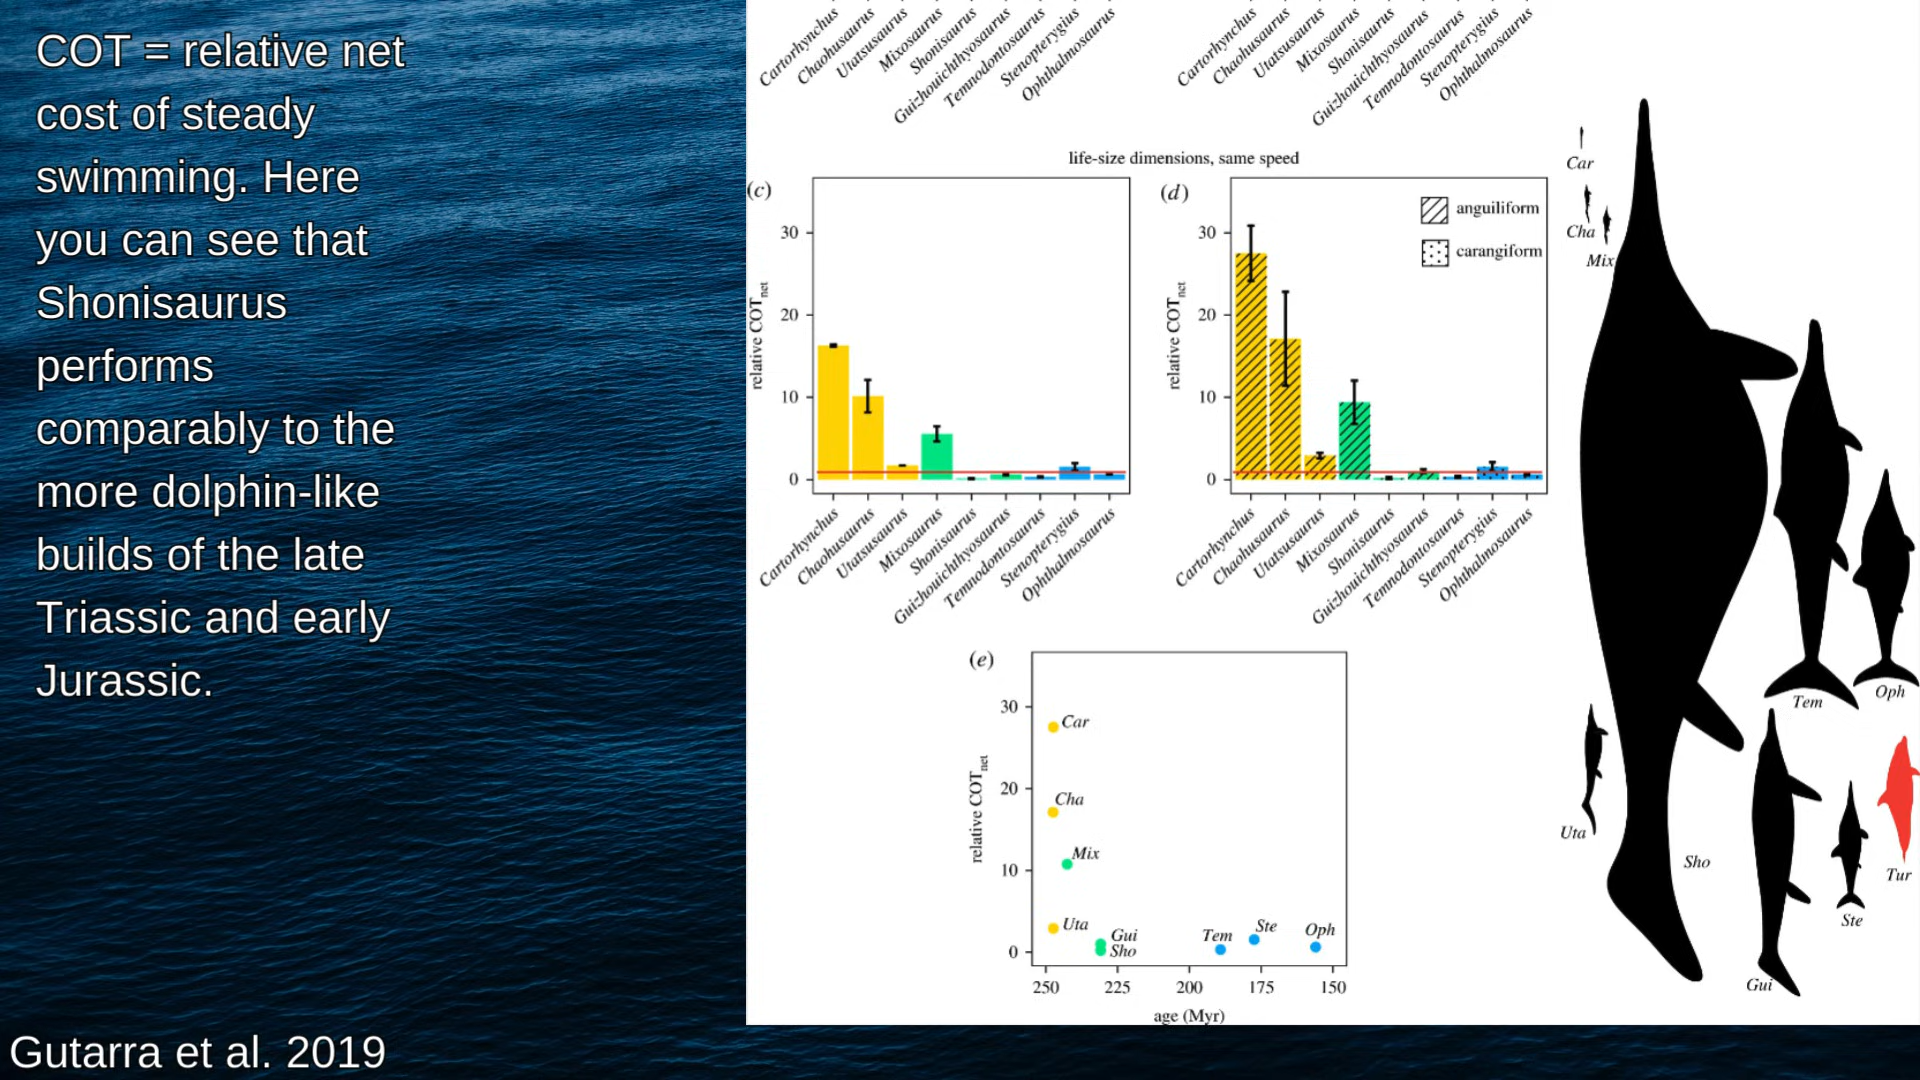 COT = relative net
cost of steady
swimming. Here
you can see that
Shonisaurus
performs
comparably to the
more dolphin-like
builds of the late
Triassic and early
Jurassic.
Gutarra et al. 2019
Cartorhynchus
Chaohusaurus
Utatsusaurus
Mixosaurus
Shonisaurus
Guizhouichthyosaurus
Temnodontosaurus
Stenopterygius
Ophthalmosaurus
Cartorhynchus
Chaohusaurus
Utatsusaurus
Mixosaurus
Shonisaurus
Guizhouichthyosaurus
Temnodontosaurus
Stenopterygius
Ophthalmosaurus
life-size dimensions, same speed
(c)
relative COTnet
30
20
10
0
Cartorhynchus
Chaohusaurus
Utatsusaurus
Mixosaurus
Shonisaurus
Guizhouichthyosaurus
Temnodontosaurus
Stenopterygius
Ophthalmosaurus
(d)
relative COTnet
30
20
10
0
anguiliform
carangiform
Cartorhynchus
Chaohusaurus
Utatsusaurus
Mixosaurus
Shonisaurus
Guizhouichthyosaurus
Temnodontosaurus
Stenopterygius
Ophthalmosaurus
(e)
relative COTnet
30
20
10
0
Car
Cha
Mix
Uta
Gui
Sho
Tem
Ste
Oph
250
225
200
175
150
age (Myr)
Car
Cha
Mix
Tem
Oph
Uta
Sho
Tur
Ste
Gui